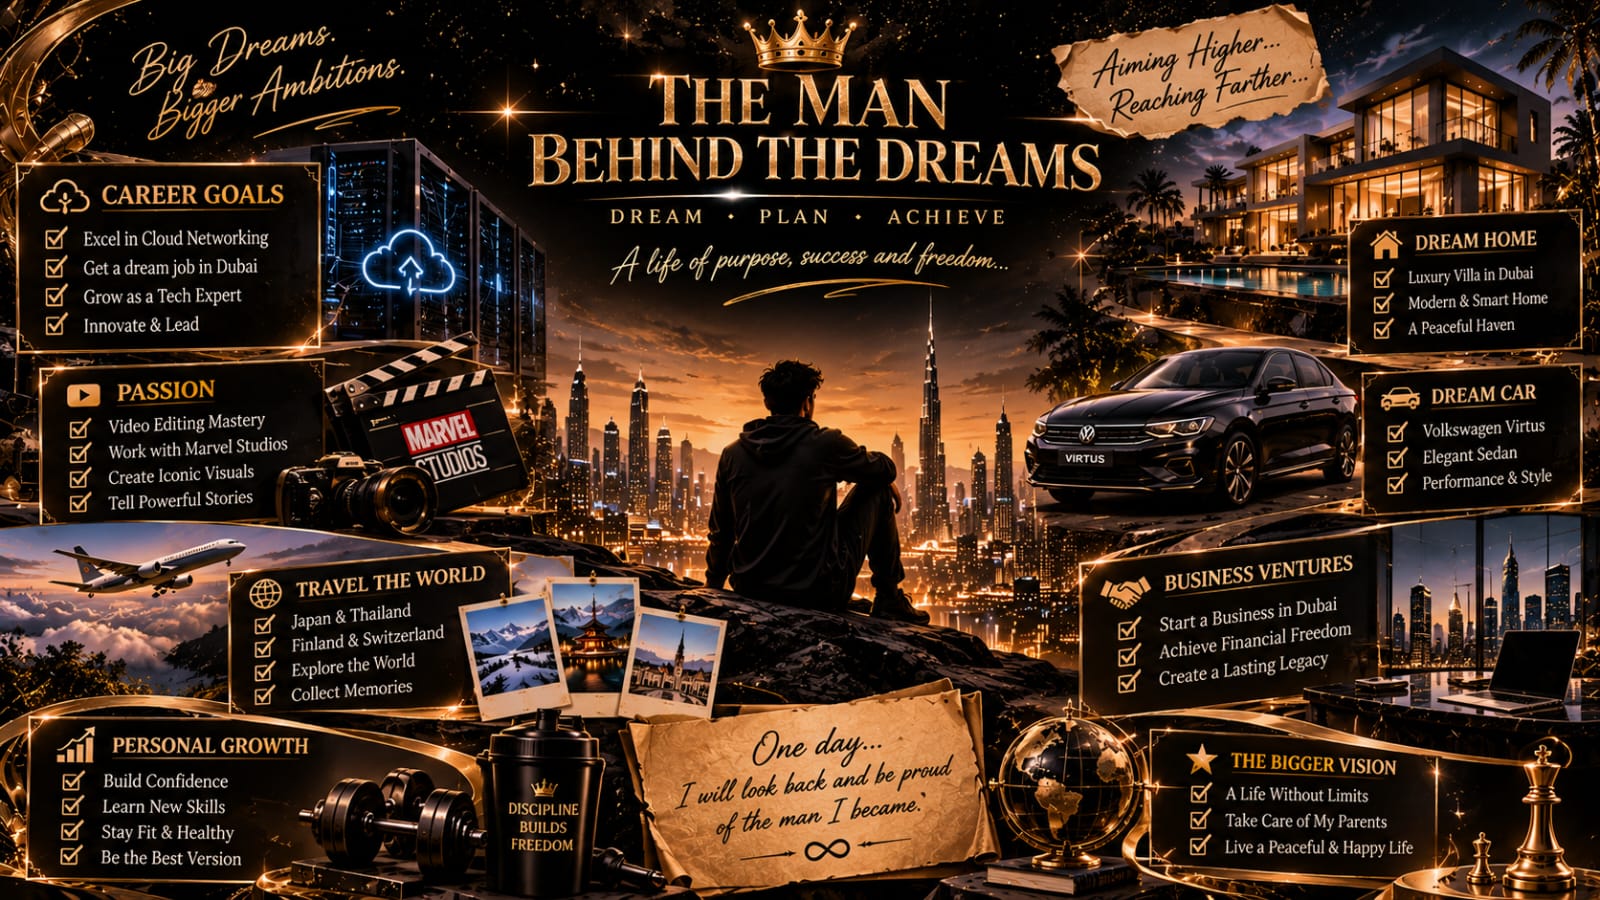 Big Dreams.
Bigger Ambitions.
THE MAN
BEHIND THE DREAMS
DREAM • PLAN • ACHIEVE
A life of purpose, success and freedom...
Aiming Higher...
Reaching Farther...
CAREER GOALS
Excel in Cloud Networking
Get a dream job in Dubai
Grow as a Tech Expert
Innovate & Lead
PASSION
Video Editing Mastery
Work with Marvel Studios
Create Iconic Visuals
Tell Powerful Stories
MARVEL
STUDIOS
TRAVEL THE WORLD
Japan & Thailand
Finland & Switzerland
Explore the World
Collect Memories
PERSONAL GROWTH
Build Confidence
Learn New Skills
Stay Fit & Healthy
Be the Best Version
DISCIPLINE
BUILDS
FREEDOM
One day...
I will look back and be proud
of the man I became."
DREAM HOME
Luxury Villa in Dubai
Modern & Smart Home
A Peaceful Haven
VIRTUS
DREAM CAR
Volkswagen Virtus
Elegant Sedan
Performance & Style
BUSINESS VENTURES
Start a Business in Dubai
Achieve Financial Freedom
Create a Lasting Legacy
THE BIGGER VISION
A Life Without Limits
Take Care of My Parents
Live a Peaceful & Happy Life